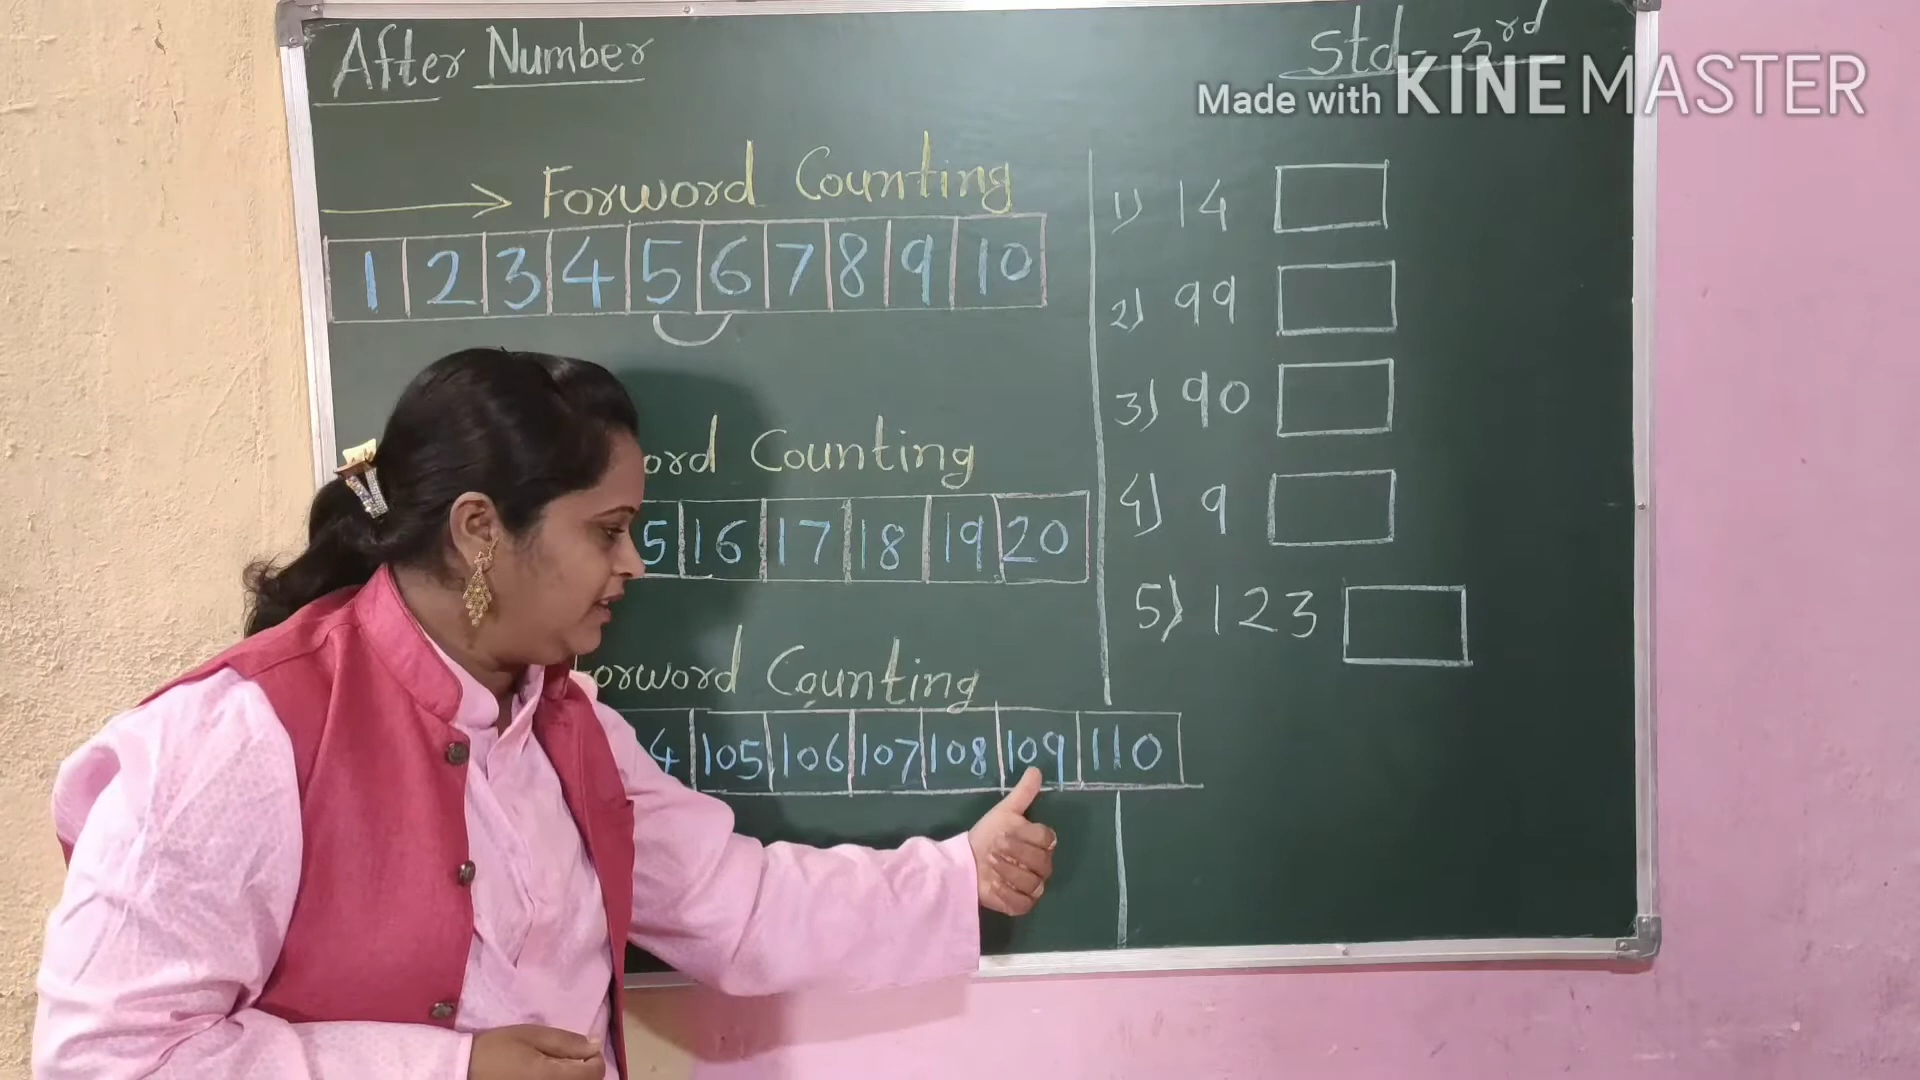 After Number
Std- 3rd
Made with KINEMASTER
Forword Counting
1 2 3 4 5 6 7 8 9 10
Counting
16 17 18 19 20
Forword Counting
105 106 107 108 109 110
1) 14
2) 99
3) 90
4) 9
5) 123